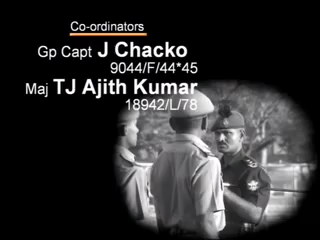 Co-ordinators
Gp Capt J Chacko
9044/F/44*45
Maj TJ Ajith Kumar
18942/L/78